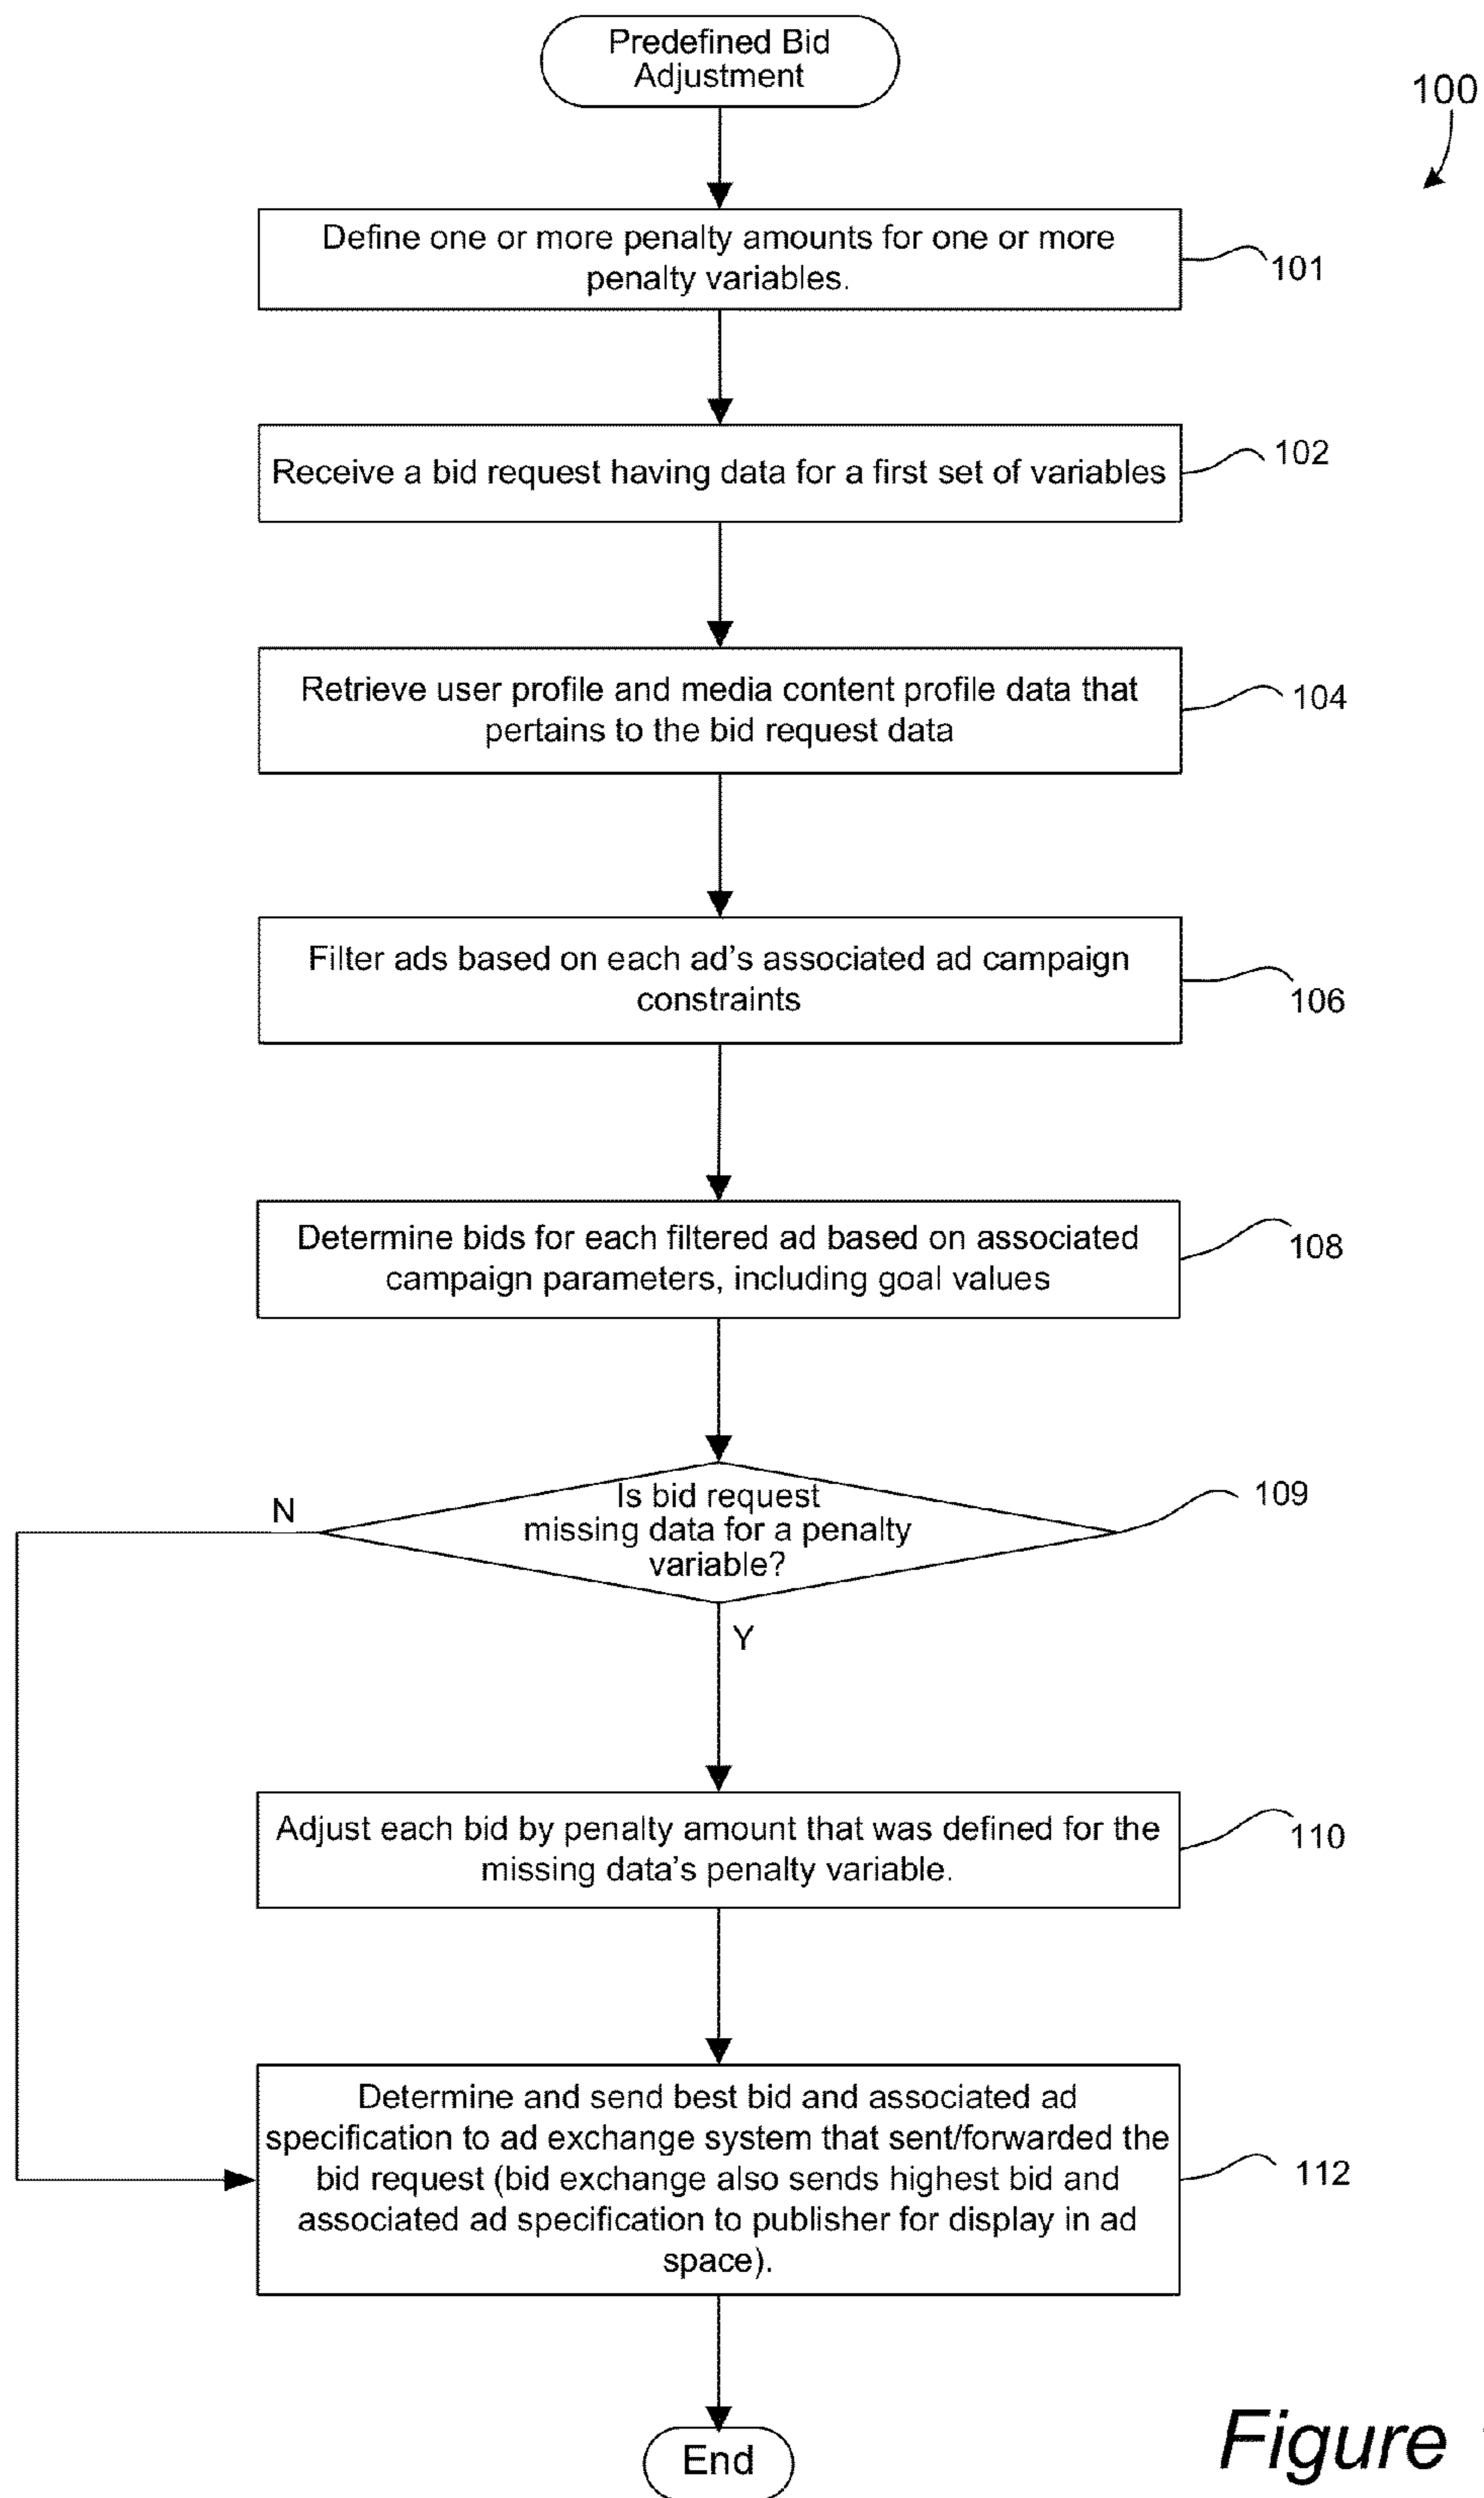 Predefined Bid
Adjustment
100
Define one or more penalty amounts for one or more
penalty variables.
101
Receive a bid request having data for a first set of variables
102
Retrieve user profile and media content profile data that
pertains to the bid request data
104
Filter ads based on each ad's associated ad campaign
constraints
106
Determine bids for each filtered ad based on associated
campaign parameters, including goal values
108
Is bid request
missing data for a penalty
variable?
109
N
Y
Adjust each bid by penalty amount that was defined for the
missing data's penalty variable.
110
Determine and send best bid and associated ad
specification to ad exchange system that sent/forwarded the
bid request (bid exchange also sends highest bid and
associated ad specification to publisher for display in ad
space).
112
End
Figure